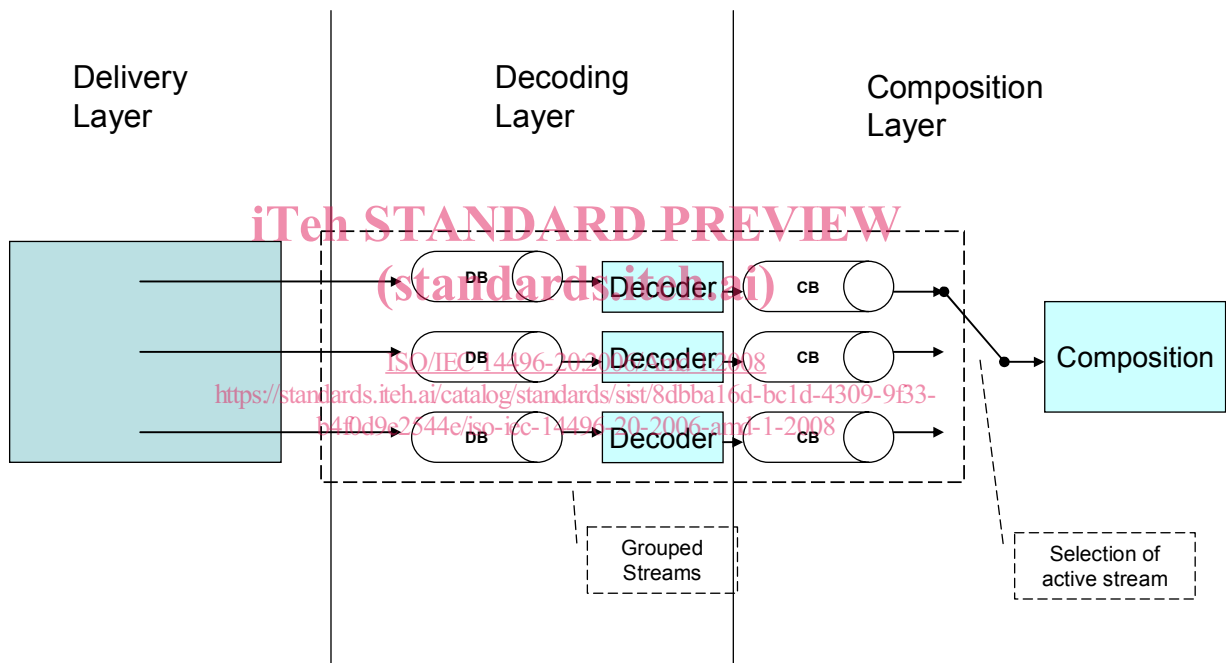 Delivery
Layer
Decoding
Layer
Composition
Layer
iTeh STANDARD PREVIEW
(standards.iteh.ai)
DB
Decoder
CB
DB
Decoder
CB
Composition
ISO/IEC 14496-20:2006/Amd 1:2008
https://standards.iteh.ai/catalog/standards/sist/8dbba16d-bc1d-4309-9f33-
b4f0d9e2544e/iso-iec-14496-20-2006-amd-1-2008
DB
Decoder
CB
Grouped
Streams
Selection of
active stream